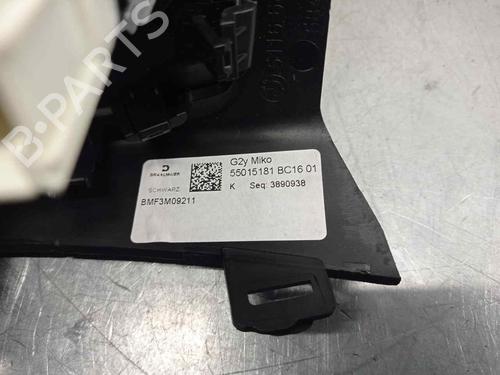 B-PARTS
G2y Miko
55015181 BC16 01
K Seq: 3890938
DRÄXLMAIER
SCHWARZ
BMF3M09211